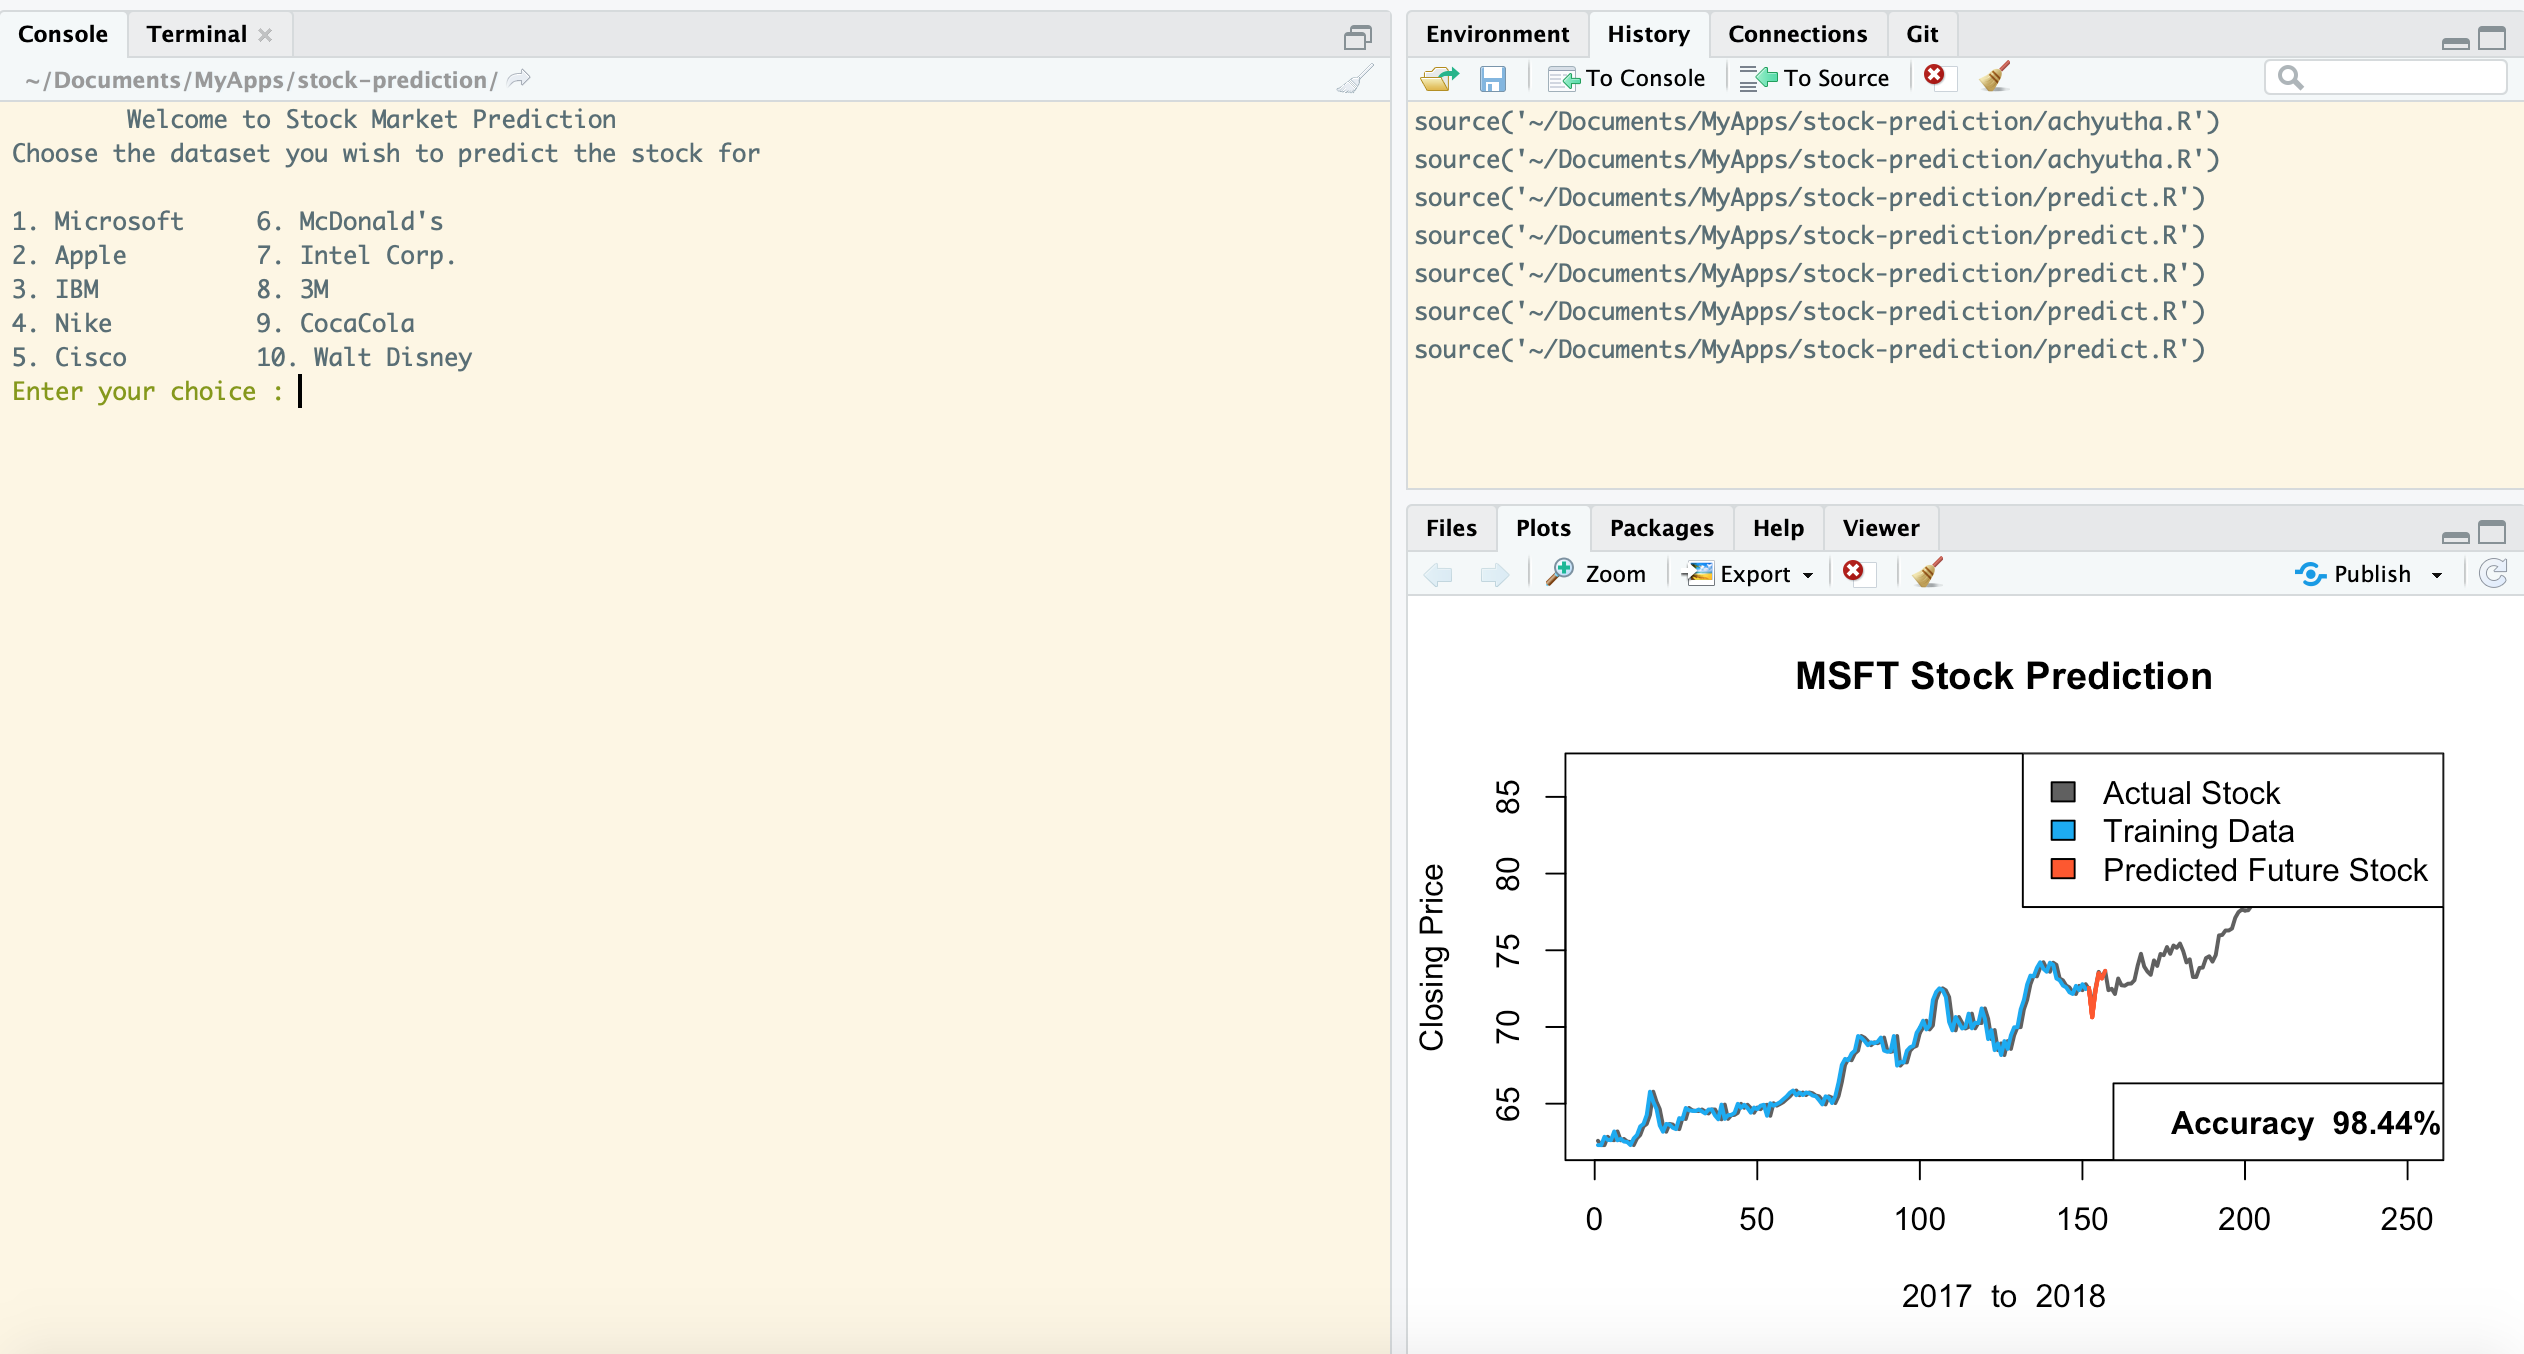 Console Terminal
~/Documents/MyApps/stock-prediction/
Welcome to Stock Market Prediction
Choose the dataset you wish to predict the stock for
1. Microsoft 6. McDonald's
2. Apple 7. Intel Corp.
3. IBM 8. 3M
4. Nike 9. CocaCola
5. Cisco 10. Walt Disney
Enter your choice :
Environment History Connections Git
To Console To Source
source('~/Documents/MyApps/stock-prediction/achyutha.R')
source('~/Documents/MyApps/stock-prediction/achyutha.R')
source('~/Documents/MyApps/stock-prediction/predict.R')
source('~/Documents/MyApps/stock-prediction/predict.R')
source('~/Documents/MyApps/stock-prediction/predict.R')
source('~/Documents/MyApps/stock-prediction/predict.R')
source('~/Documents/MyApps/stock-prediction/predict.R')
Files Plots Packages Help Viewer
Zoom Export Publish
MSFT Stock Prediction
Actual Stock
Training Data
Predicted Future Stock
Closing Price
85
80
75
70
65
Accuracy 98.44%
0 50 100 150 200 250
2017 to 2018